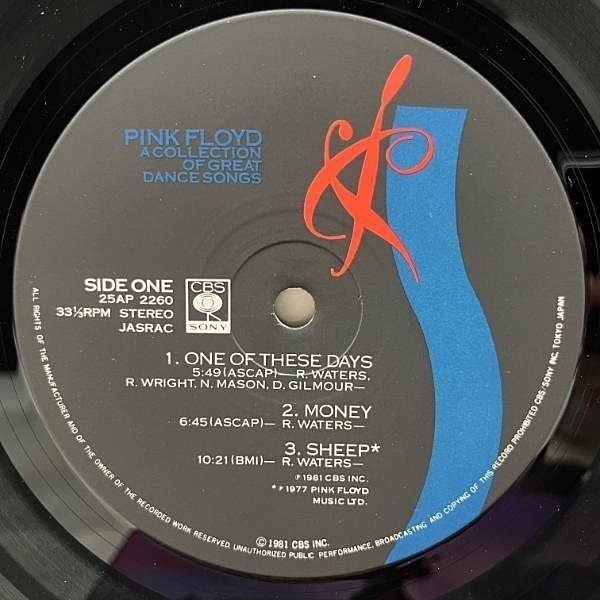 PINK FLOYD
A COLLECTION
OF GREAT
DANCE SONGS
SIDE ONE
25AP 2260
33⅓RPM STEREO
JASRAC
CBS
SONY
1. ONE OF THESE DAYS
5:49 (ASCAP)— R. WATERS,
R. WRIGHT, N. MASON, D. GILMOUR—
2. MONEY
6:45 (ASCAP)— R. WATERS—
3. SHEEP*
10:21 (BMI)— R. WATERS—
℗ 1981 CBS INC.
*℗ 1977 PINK FLOYD
MUSIC LTD.
©1981 CBS INC.
ALL RIGHTS OF THE MANUFACTURER AND OF THE OWNER OF THE RECORDED WORK RESERVED. UNAUTHORIZED PUBLIC PERFORMANCE, BROADCASTING AND COPYING OF THIS RECORD PROHIBITED CBS/SONY INC. TOKYO JAPAN